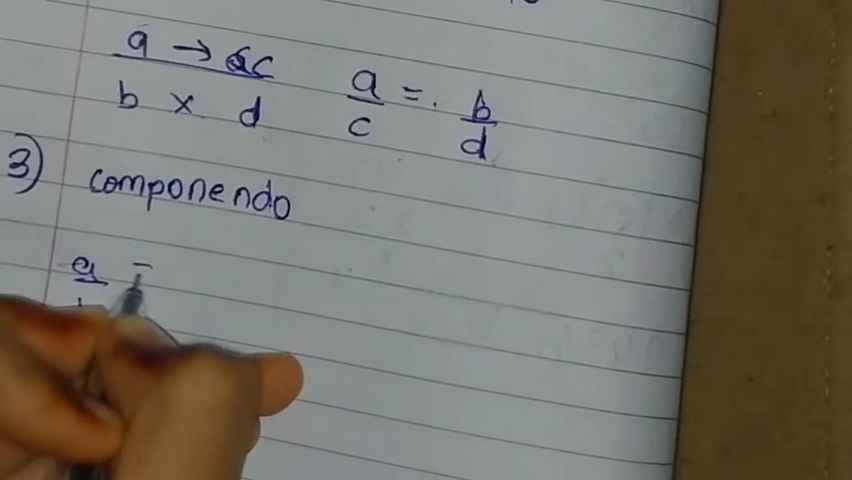 a → ac a = . b
b x d c d
3) componendo
a =